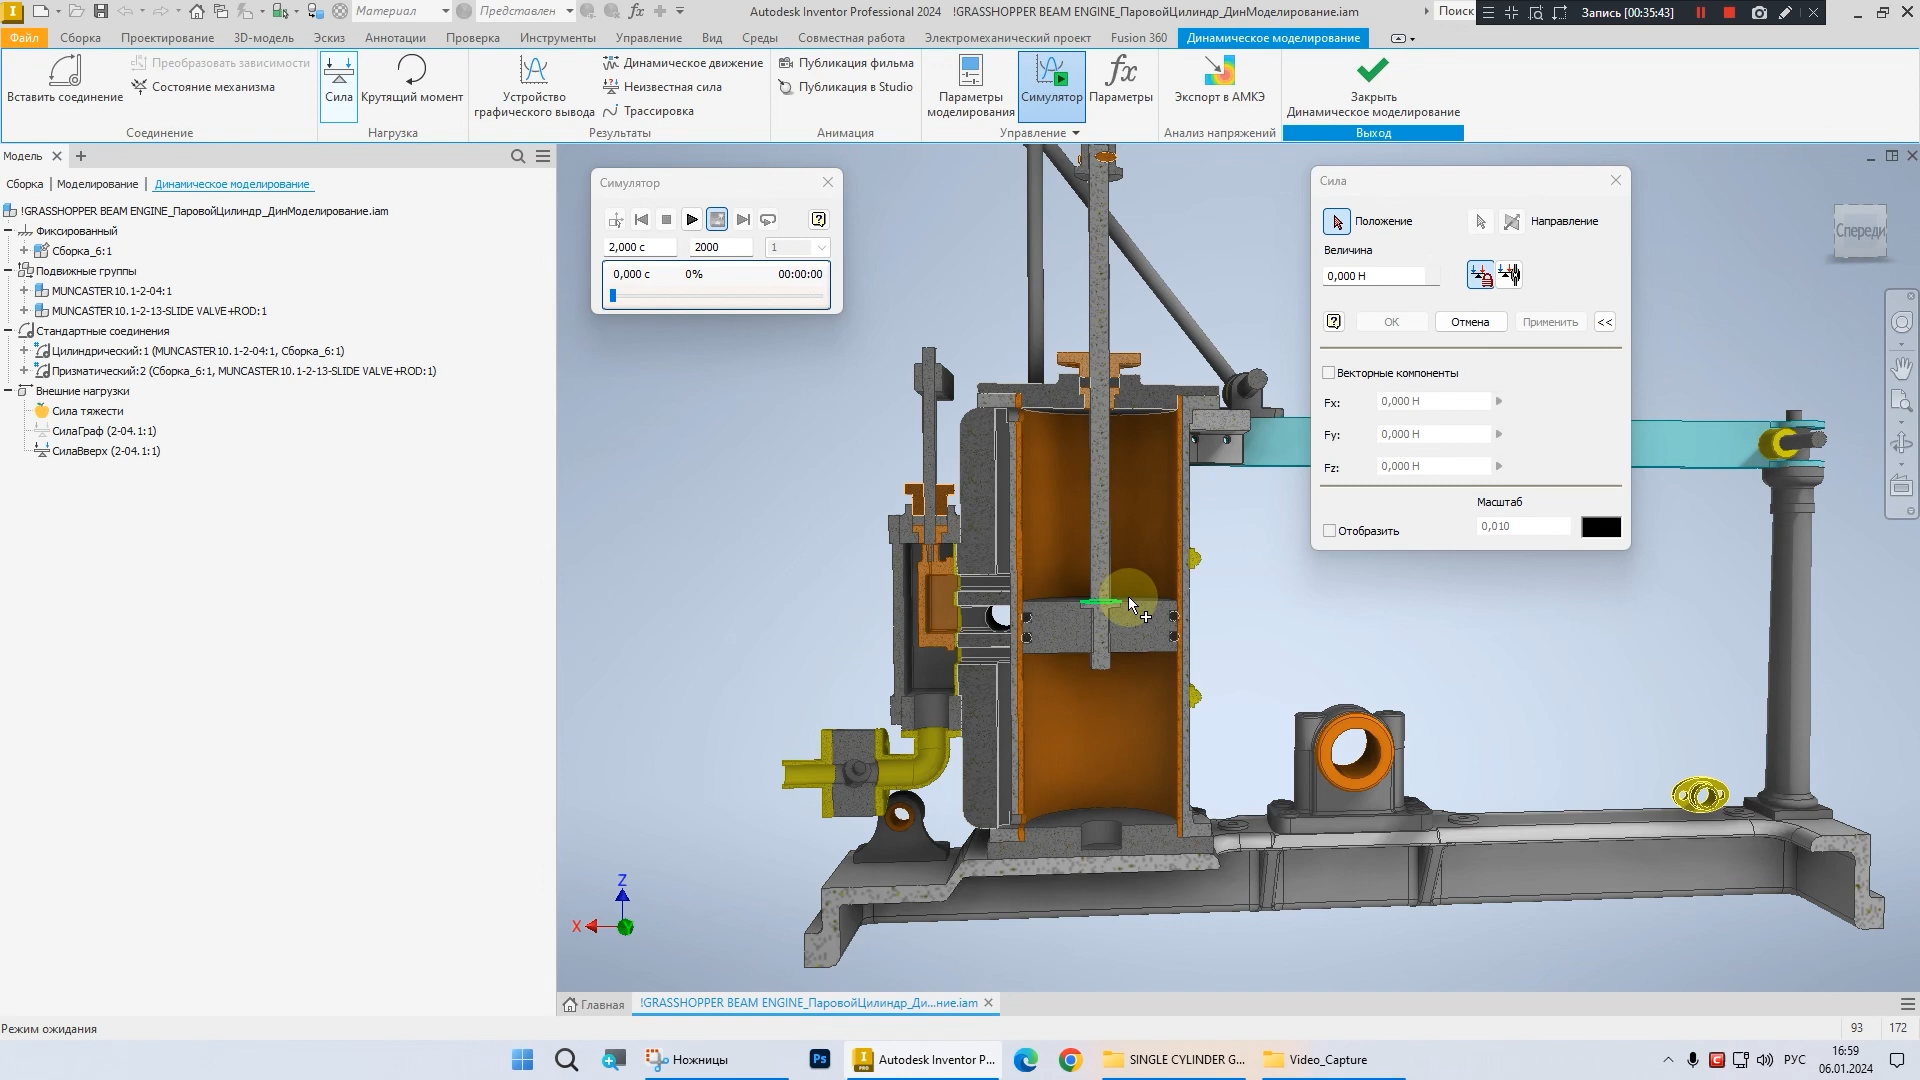 Материал
Представлен
Autodesk Inventor Professional 2024
!GRASSHOPPER BEAM ENGINE_ПаровойЦилиндр_ДинМоделирование.iam
Поиск
Запись [00:35:43]
Файл
Сборка
Проектирование
3D-модель
Эскиз
Аннотации
Проверка
Инструменты
Управление
Вид
Среды
Совместная работа
Электромеханический проект
Fusion 360
Динамическое моделирование
Вставить соединение
Преобразовать зависимости
Состояние механизма
Соединение
Сила
Крутящий момент
Нагрузка
Устройство
графического вывода
Динамическое движение
Неизвестная сила
Трассировка
Результаты
Публикация фильма
Публикация в Studio
Анимация
Параметры
моделирования
Симулятор
Параметры
Управление
Экспорт в АМКЭ
Анализ напряжений
Закрыть
Динамическое моделирование
Выход
Модель
Сборка
Моделирование
Динамическое моделирование
!GRASSHOPPER BEAM ENGINE_ПаровойЦилиндр_ДинМоделирование.iam
Фиксированный
Сборка_6:1
Подвижные группы
MUNCASTER10.1-2-04:1
MUNCASTER10.1-2-13-SLIDE VALVE+ROD:1
Стандартные соединения
Цилиндрический:1 (MUNCASTER10.1-2-04:1, Сборка_6:1)
Призматический:2 (Сборка_6:1, MUNCASTER10.1-2-13-SLIDE VALVE+ROD:1)
Внешние нагрузки
Сила тяжести
СилаГраф (2-04.1:1)
СилаВверх (2-04.1:1)
Симулятор
2,000 с
2000
1
0,000 с
0%
00:00:00
Сила
Положение
Направление
Величина
0,000 Н
ОК
Отмена
Применить
<<
Векторные компоненты
Fx:
0,000 Н
Fy:
0,000 Н
Fz:
0,000 Н
Масштаб
Отобразить
0,010
Спереди
Z
X
Главная
!GRASSHOPPER BEAM ENGINE_ПаровойЦилиндр_Ди...ние.iam
Режим ожидания
93
172
Ножницы
Ps
Autodesk Inventor P...
SINGLE CYLINDER G...
Video_Capture
РУС
16:59
06.01.2024